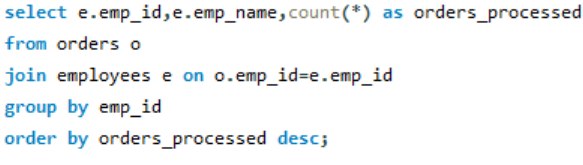 select e.emp_id,e.emp_name,count(*) as orders_processed
from orders o
join employees e on o.emp_id=e.emp_id
group by emp_id
order by orders_processed desc;